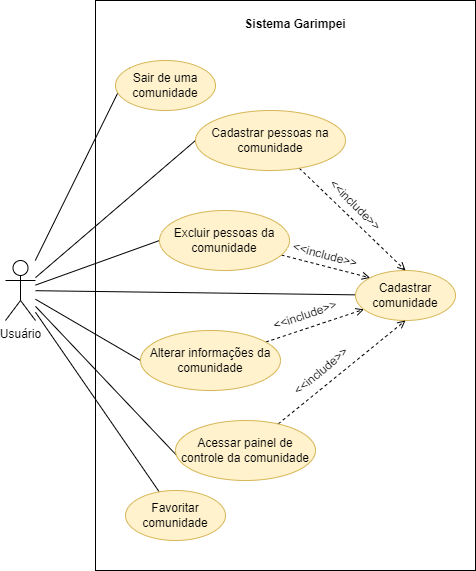 Sistema Garimpei
Sair de uma
comunidade
Cadastrar pessoas na
comunidade
<<include>>
Excluir pessoas da
comunidade
<<include>>
Cadastrar
comunidade
Usuário
<<include>>
Alterar informações da
comunidade
<<include>>
Acessar painel de
controle da comunidade
Favoritar
comunidade